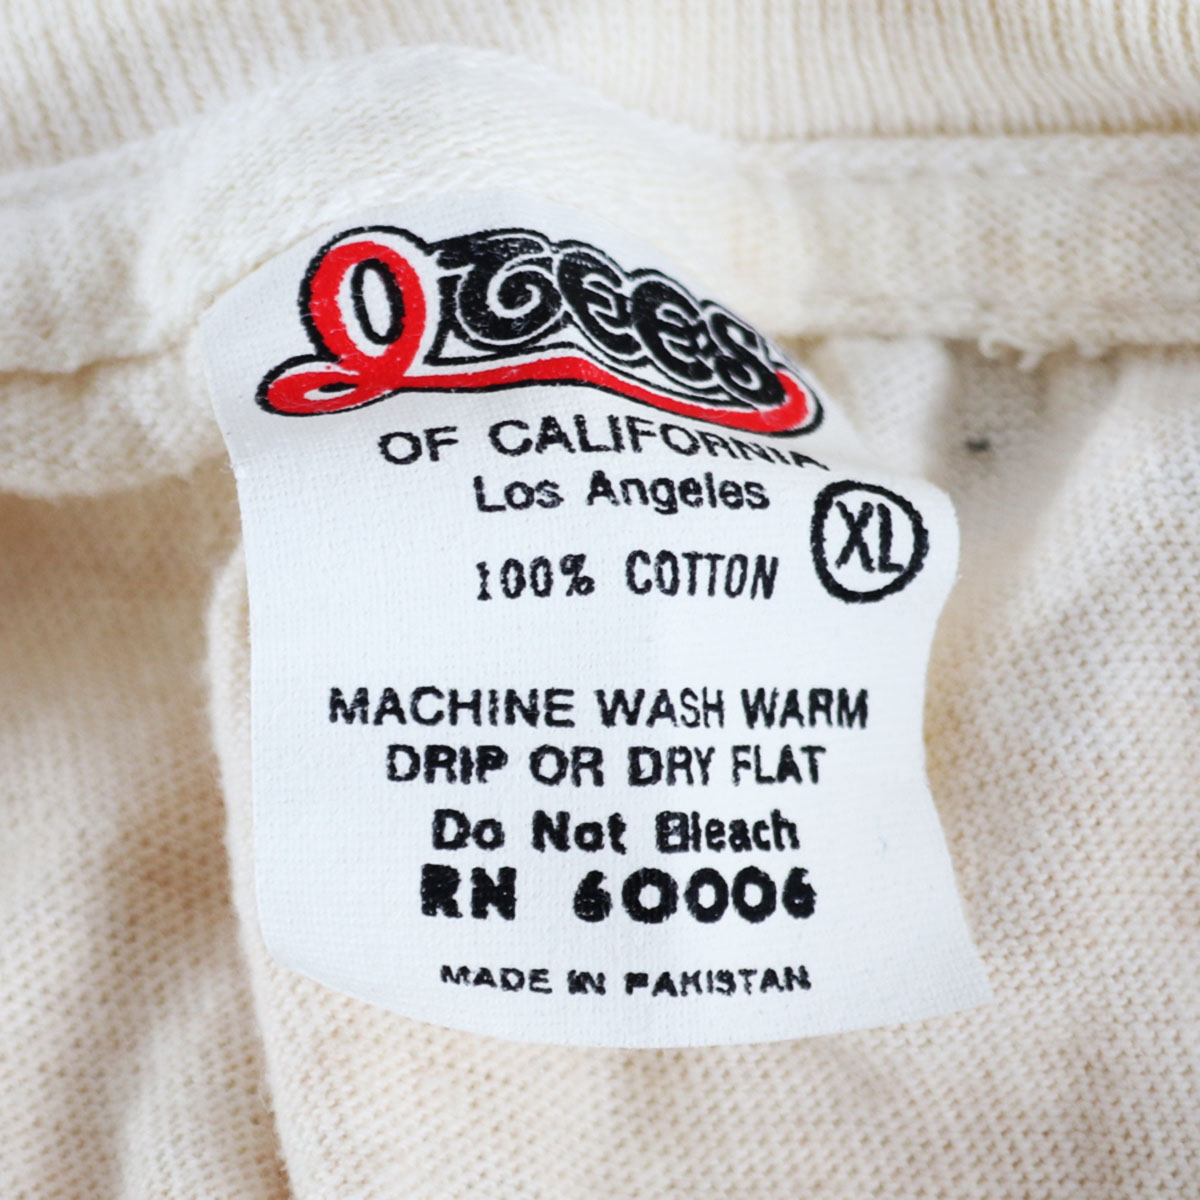 O Tees
OF CALIFORNIA
Los Angeles
XL
100% COTTON
MACHINE WASH WARM
DRIP OR DRY FLAT
Do Not Bleach
RN 60006
MADE IN PAKISTAN